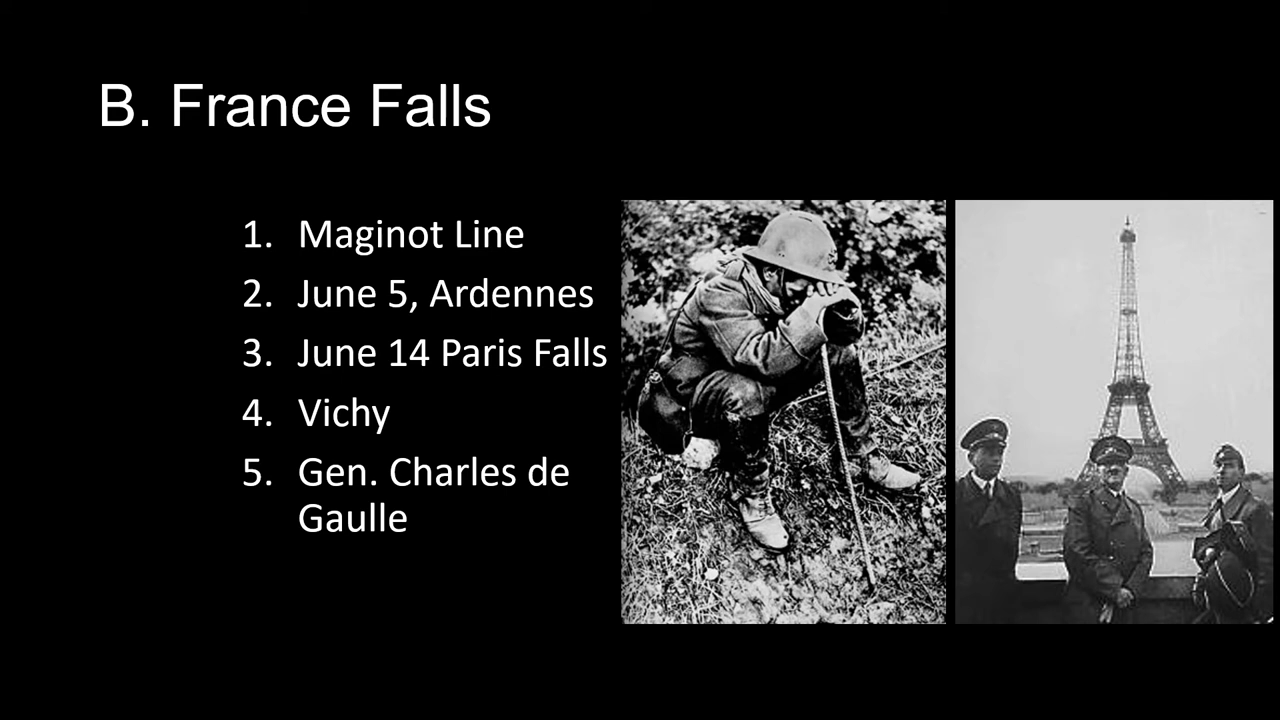 B. France Falls
1. Maginot Line
2. June 5, Ardennes
3. June 14 Paris Falls
4. Vichy
5. Gen. Charles de
Gaulle